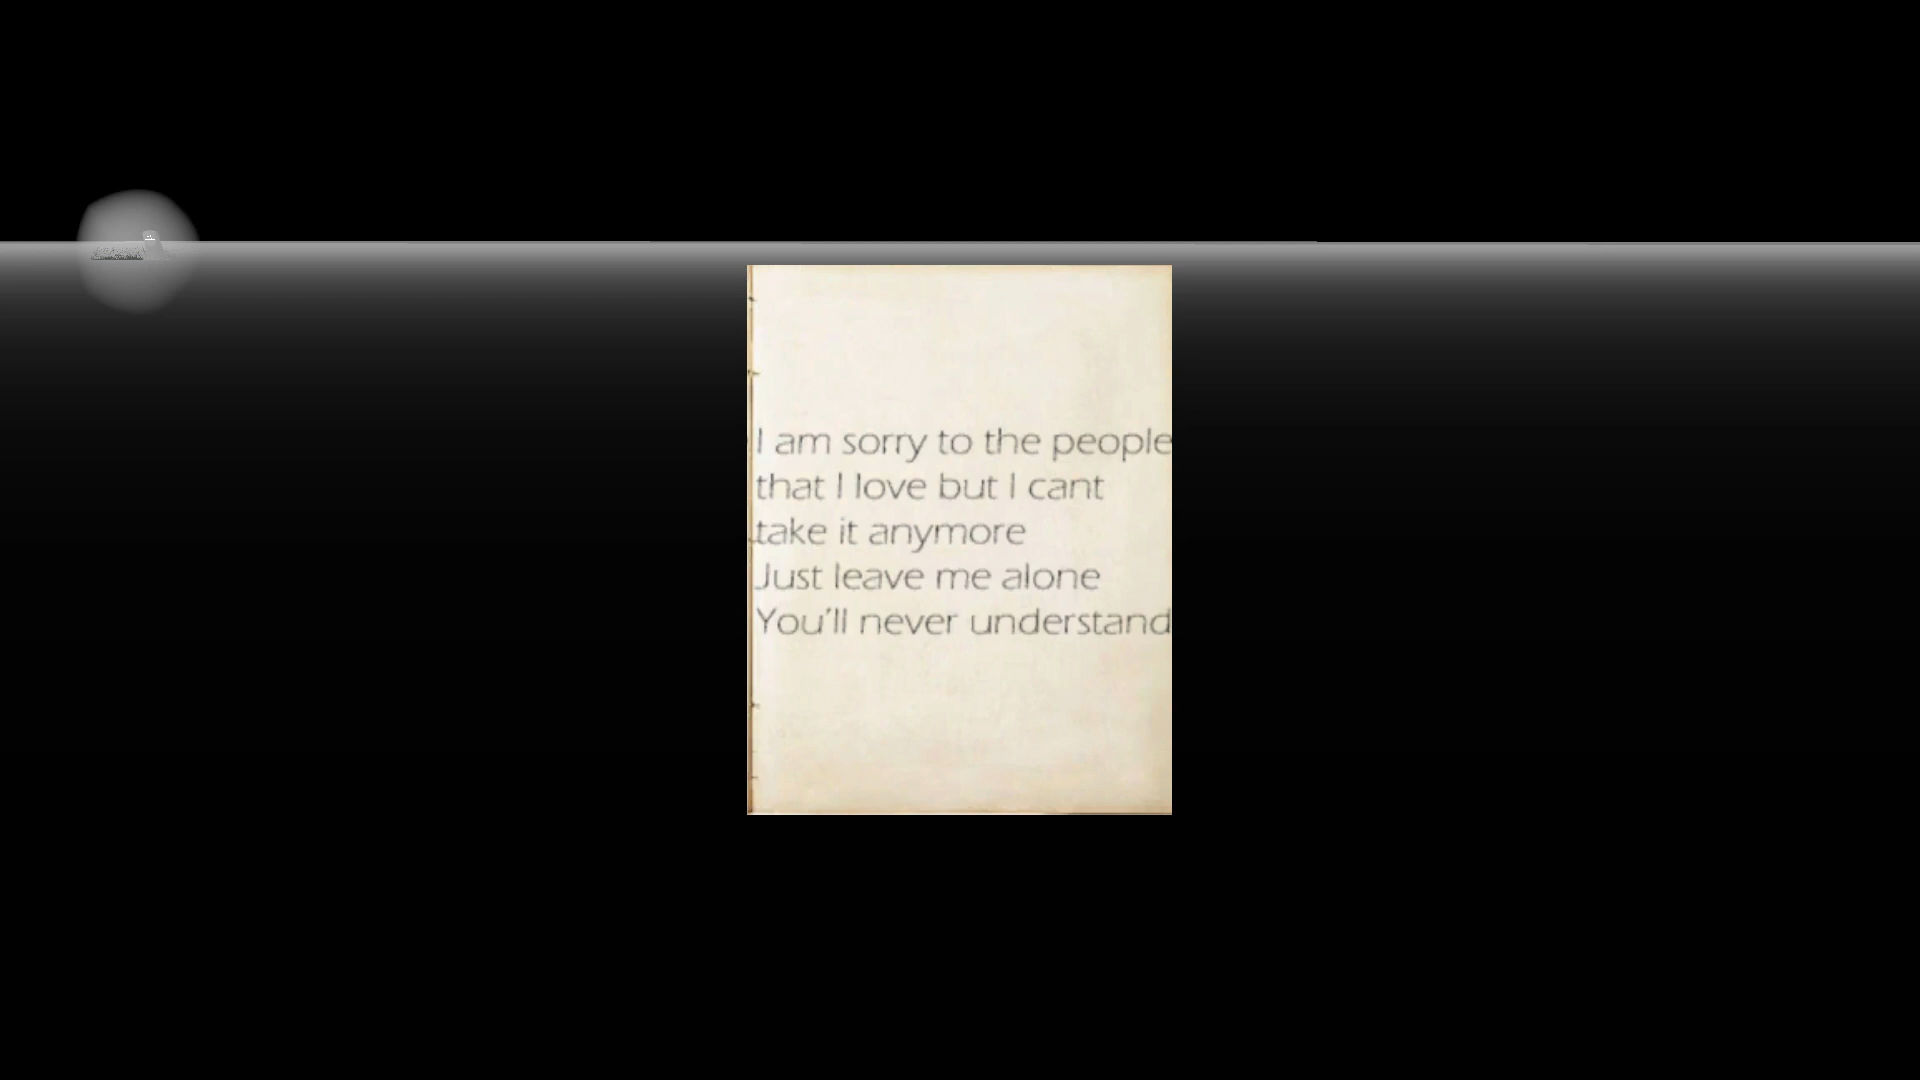 I am sorry to the people
that I love but I cant
take it anymore
Just leave me alone
You'll never understand